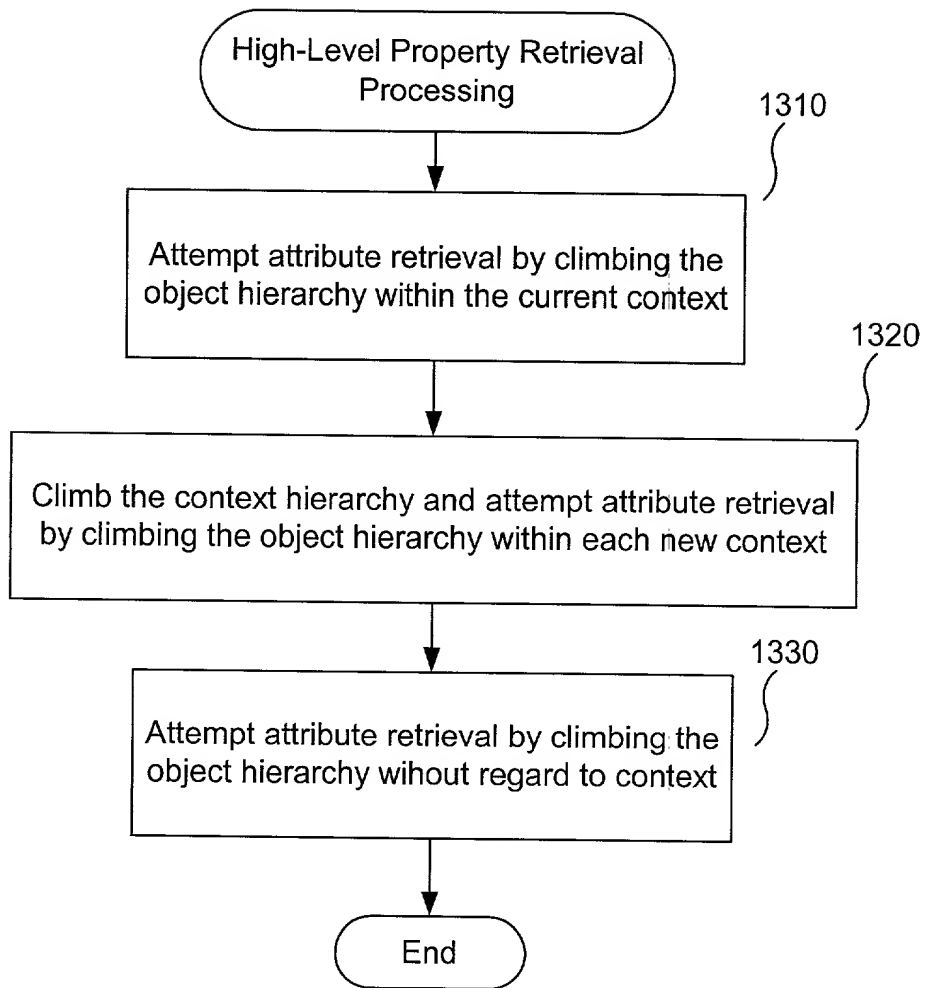 High-Level Property Retrieval
Processing
1310
Attempt attribute retrieval by climbing the
object hierarchy within the current context
1320
Climb the context hierarchy and attempt attribute retrieval
by climbing the object hierarchy within each new context
1330
Attempt attribute retrieval by climbing the
object hierarchy wihout regard to context
End